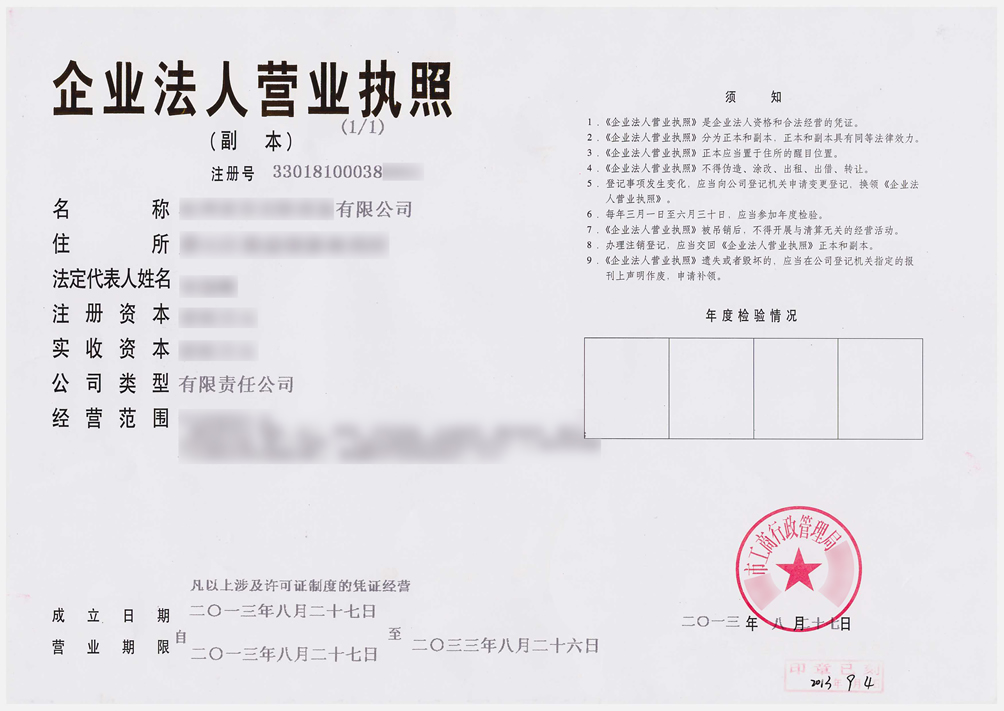 企业法人营业执照
(副 本)
(1/1)
注册号 33018100038
名 称 有限公司
住 所
法定代表人姓名
注册资本
实收资本
公司类型 有限责任公司
经营范围
凡以上涉及许可证制度的凭证经营
成立日期 二〇一三年八月二十七日
营业期限 自 二〇一三年八月二十七日 至 二〇三三年八月二十六日
须 知
1.《企业法人营业执照》是企业法人资格和合法经营的凭证。
2.《企业法人营业执照》分为正本和副本，正本和副本具有同等法律效力。
3.《企业法人营业执照》正本应当置于住所的醒目位置。
4.《企业法人营业执照》不得伪造、涂改、出租、出借、转让。
5.登记事项发生变化，应当向公司登记机关申请变更登记，换领《企业法
人营业执照》。
6.每年三月一日至六月三十日，应当参加年度检验。
7.《企业法人营业执照》被吊销后，不得开展与清算无关的经营活动。
8.办理注销登记，应当交回《企业法人营业执照》正本和副本。
9.《企业法人营业执照》遗失或者毁坏的，应当在公司登记机关指定的报
刊上声明作废，申请补领。
年度检验情况
市工商行政管理局
二〇一三年 八月二十七日
2013 9 4